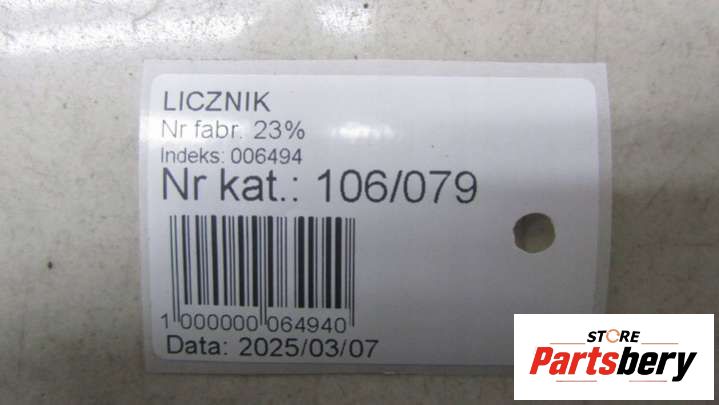 LICZNIK
Nr fabr. 23%
Indeks: 006494
Nr kat.: 106/079
1 000000 064940
Data: 2025/03/07
STORE
Partsbery